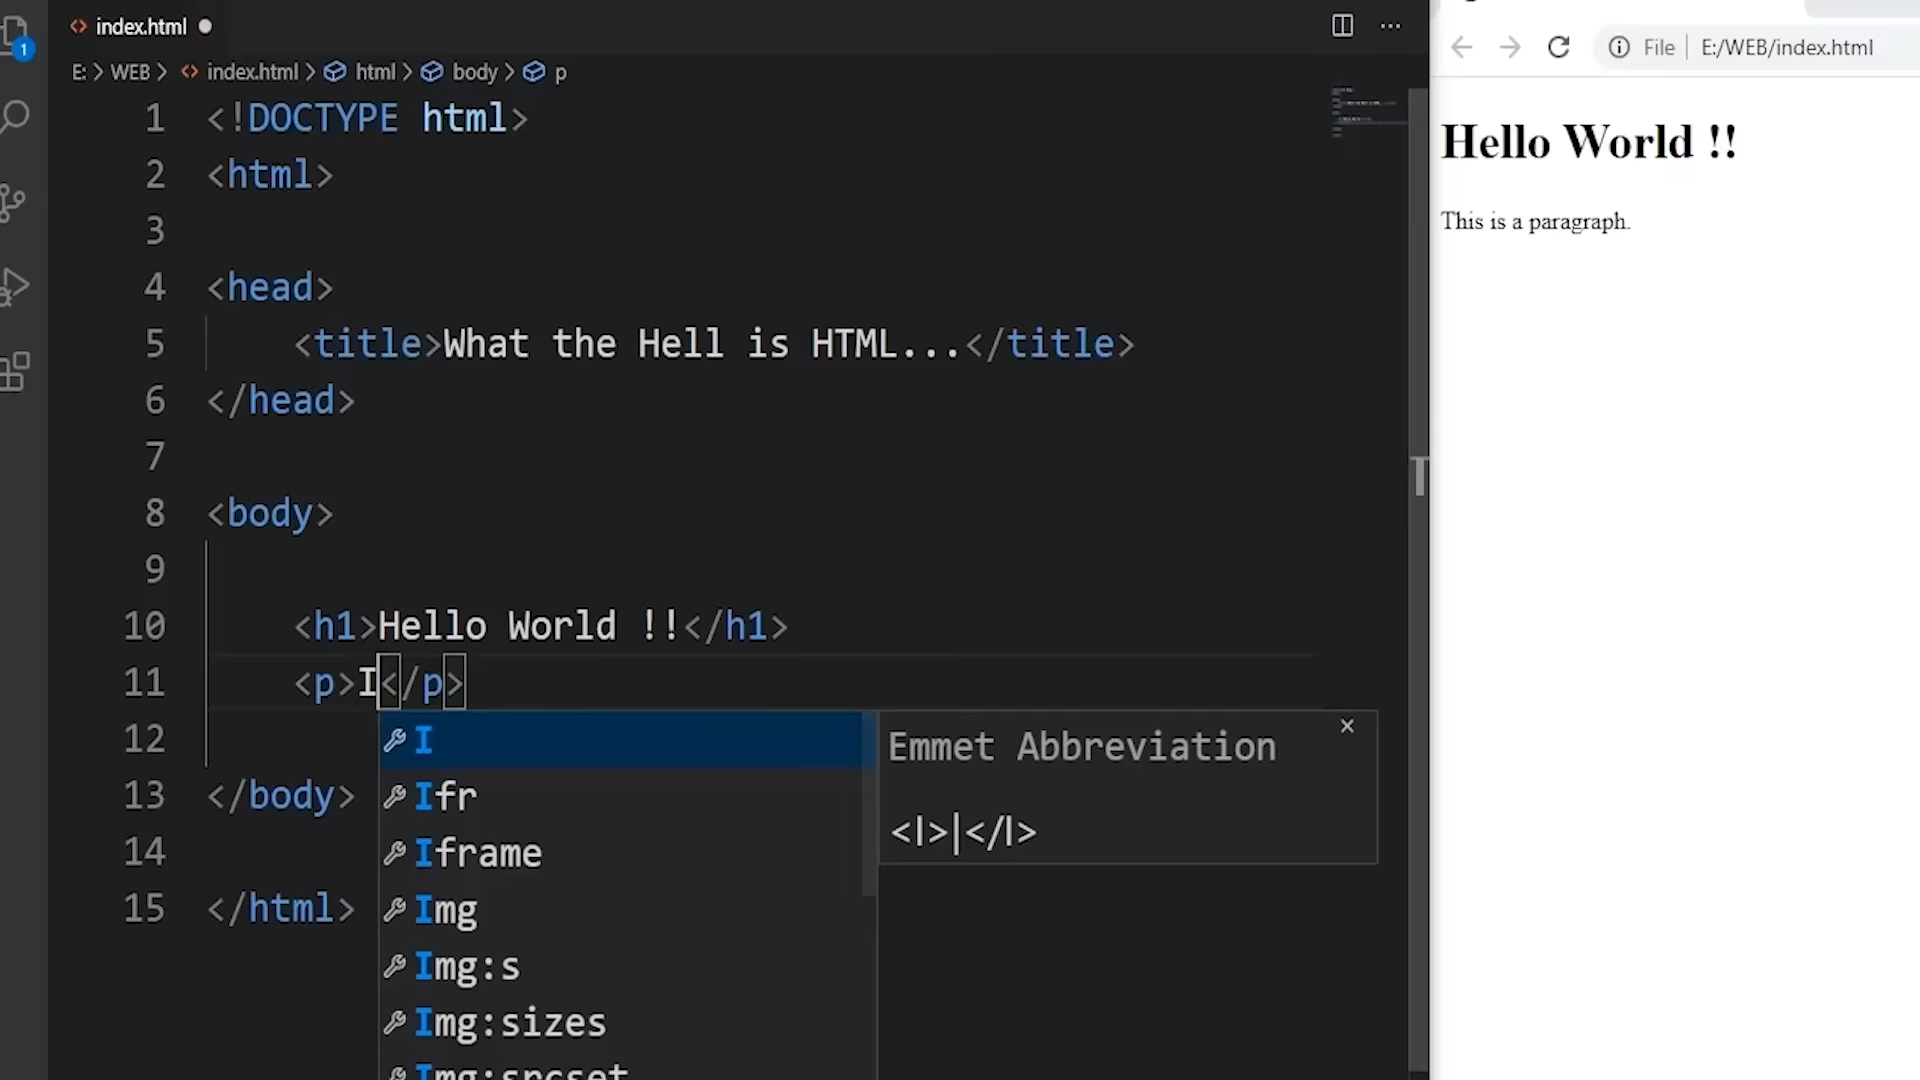 index.html
E: > WEB > index.html > html > body > p
1 <!DOCTYPE html>
2 <html>
3
4 <head>
5 <title>What the Hell is HTML...</title>
6 </head>
7
8 <body>
9
10 <h1>Hello World !!</h1>
11 <p>I</p>
12
13 </body>
14
15 </html>
I
Ifr
Iframe
Img
Img:s
Img:sizes
Img:srcset
Emmet Abbreviation
<I>|</I>
1
File E:/WEB/index.html
Hello World !!
This is a paragraph.